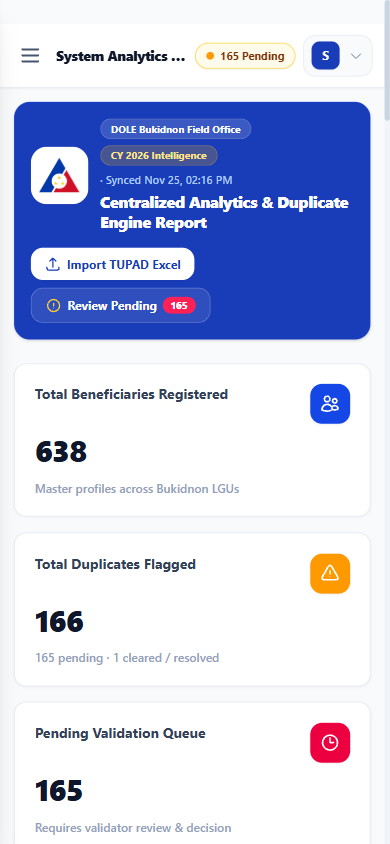 System Analytics ...
165 Pending
S
DOLE Bukidnon Field Office
CY 2026 Intelligence
· Synced Nov 25, 02:16 PM
Centralized Analytics & Duplicate
Engine Report
Import TUPAD Excel
Review Pending 165
Total Beneficiaries Registered
638
Master profiles across Bukidnon LGUs
Total Duplicates Flagged
166
165 pending · 1 cleared / resolved
Pending Validation Queue
165
Requires validator review & decision